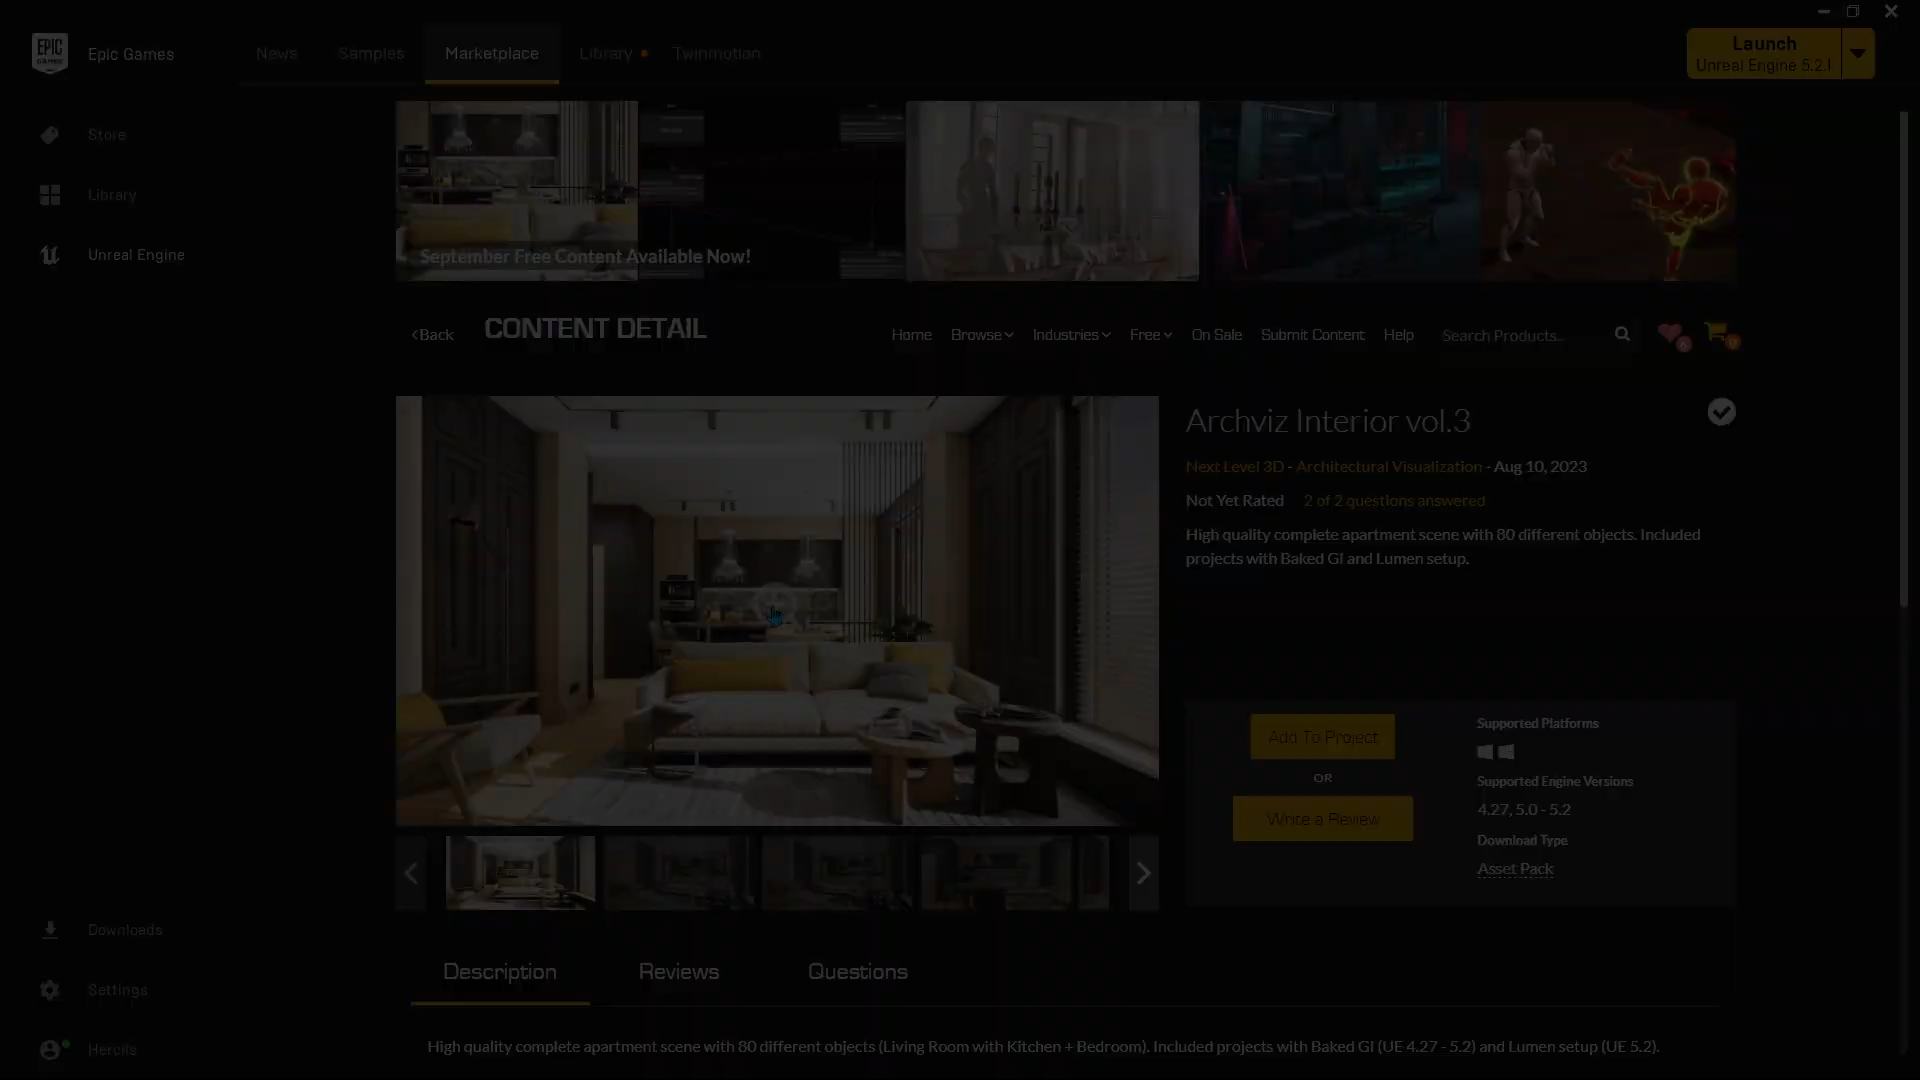 EPIC GAMES
Epic Games
News
Samples
Marketplace
Library
Twinmotion
Launch
Unreal Engine 5.2.1
Store
Library
Unreal Engine
September Free Content Available Now!
<Back
CONTENT DETAIL
Home
Browse
Industries
Free
On Sale
Submit Content
Help
Search Products...
Archviz Interior vol.3
Next Level 3D - Architectural Visualization - Aug 10, 2023
Not Yet Rated
2 of 2 questions answered
High quality complete apartment scene with 80 different objects. Included
projects with Baked GI and Lumen setup.
Add To Project
OR
Write a Review
Supported Platforms
Supported Engine Versions
4.27, 5.0 - 5.2
Download Type
Asset Pack
Downloads
Settings
Description
Reviews
Questions
High quality complete apartment scene with 80 different objects (Living Room with Kitchen + Bedroom). Included projects with Baked GI (UE 4.27 - 5.2) and Lumen setup (UE 5.2).